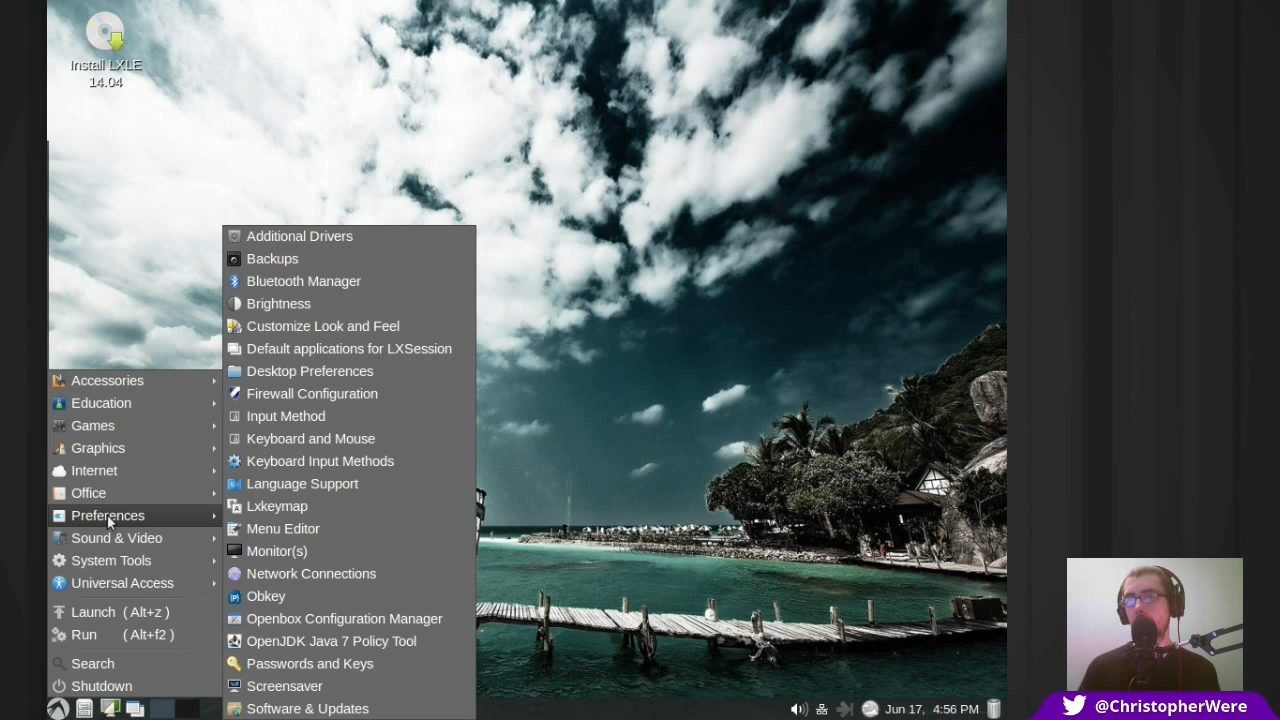 Install LXLE
14.04
Accessories
Education
Games
Graphics
Internet
Office
Preferences
Sound & Video
System Tools
Universal Access
Launch ( Alt+z )
Run ( Alt+f2 )
Search
Shutdown
Additional Drivers
Backups
Bluetooth Manager
Brightness
Customize Look and Feel
Default applications for LXSession
Desktop Preferences
Firewall Configuration
Input Method
Keyboard and Mouse
Keyboard Input Methods
Language Support
Lxkeymap
Menu Editor
Monitor(s)
Network Connections
Obkey
Openbox Configuration Manager
OpenJDK Java 7 Policy Tool
Passwords and Keys
Screensaver
Software & Updates
Jun 17, 4:56 PM
@ChristopherWere